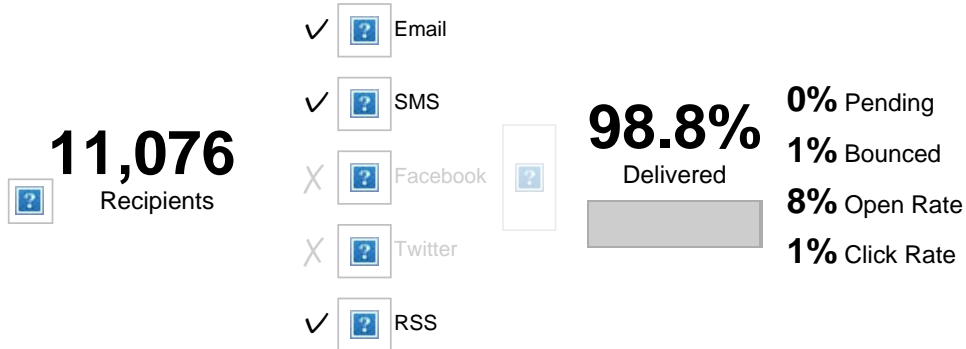 11,076
Recipients
Email
SMS
Facebook
Twitter
RSS
98.8%
Delivered
0% Pending
1% Bounced
8% Open Rate
1% Click Rate